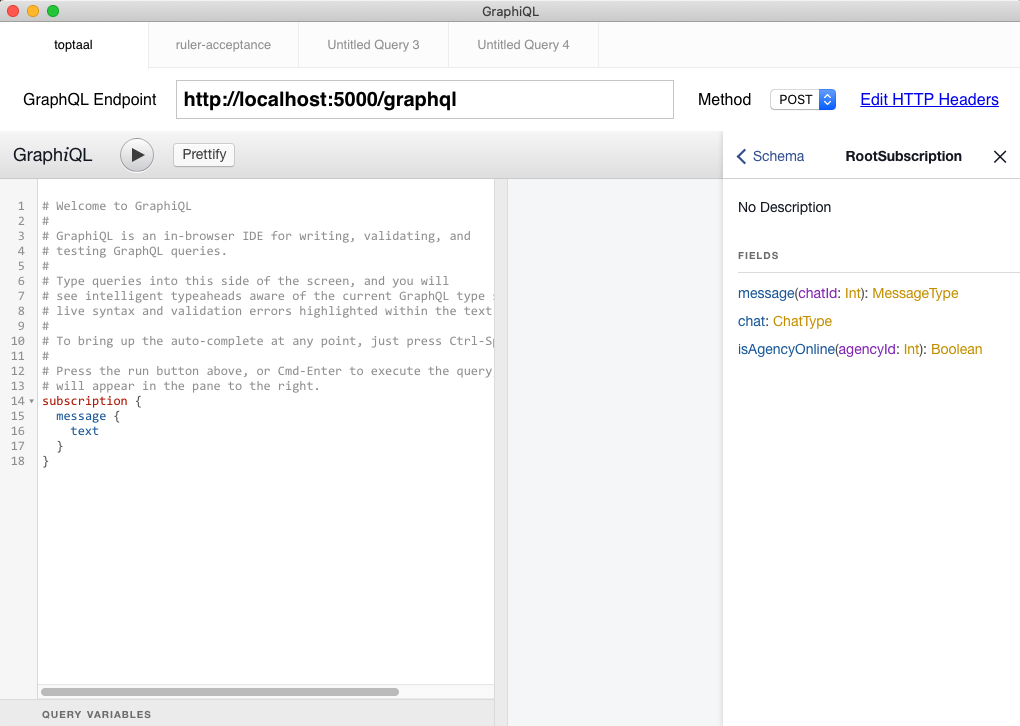 GraphiQL
toptaal
ruler-acceptance
Untitled Query 3
Untitled Query 4
GraphQL Endpoint
http://localhost:5000/graphql
Method
POST
Edit HTTP Headers
GraphiQL
Prettify
Schema
RootSubscription
1 # Welcome to GraphiQL
2 #
3 # GraphiQL is an in-browser IDE for writing, validating, and
4 # testing GraphQL queries.
5 #
6 # Type queries into this side of the screen, and you will
7 # see intelligent typeaheads aware of the current GraphQL type
8 # live syntax and validation errors highlighted within the text
9 #
10 # To bring up the auto-complete at any point, just press Ctrl-Sp
11 #
12 # Press the run button above, or Cmd-Enter to execute the query
13 # will appear in the pane to the right.
14 subscription {
15 message {
16 text
17 }
18 }
QUERY VARIABLES
No Description
FIELDS
message(chatId: Int): MessageType
chat: ChatType
isAgencyOnline(agencyId: Int): Boolean